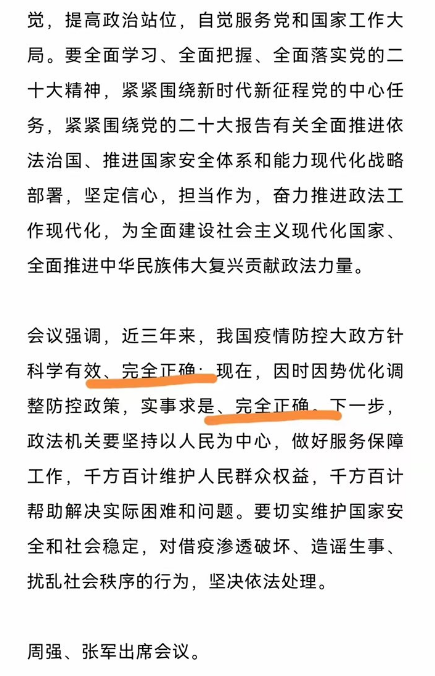 觉，提高政治站位，自觉服务党和国家工作大
局。要全面学习、全面把握、全面落实党的二
十大精神，紧紧围绕新时代新征程党的中心任
务，紧紧围绕党的二十大报告有关全面推进依
法治国、推进国家安全体系和能力现代化战略
部署，坚定信心，担当作为，奋力推进政法工
作现代化，为全面建设社会主义现代化国家、
全面推进中华民族伟大复兴贡献政法力量。
会议强调，近三年来，我国疫情防控大政方针
科学有效、完全正确；现在，因时因势优化调
整防控政策，实事求是、完全正确。下一步，
政法机关要坚持以人民为中心，做好服务保障
工作，千方百计维护人民群众权益，千方百计
帮助解决实际困难和问题。要切实维护国家安
全和社会稳定，对借疫渗透破坏、造谣生事、
扰乱社会秩序的行为，坚决依法处理。
周强、张军出席会议。